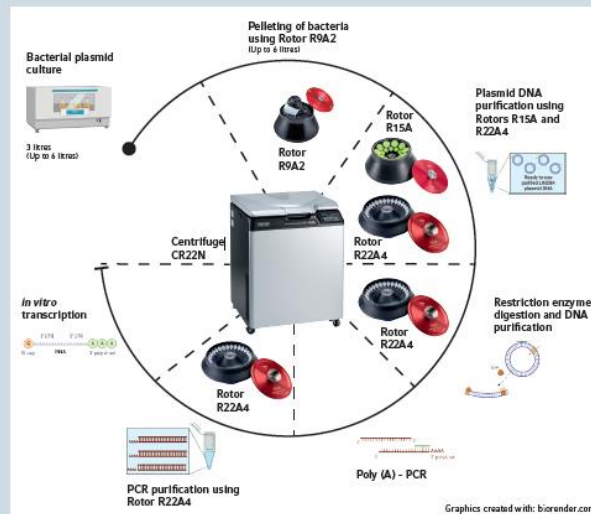 Pelleting of bacteria
using Rotor R9A2
(Up to 6 litres)
Bacterial plasmid
culture
3 litres
(Up to 6 litres)
Rotor
R9A2
Rotor
R15A
Plasmid DNA
purification using
Rotors R15A and
R22A4
Centrifuge
CR22N
Rotor
R22A4
Rotor
R22A4
Restriction enzyme
digestion and DNA
purification
in vitro
transcription
RNA
Rotor
R22A4
Poly (A) - PCR
PCR purification using
Rotor R22A4
Graphics created with: biorender.com